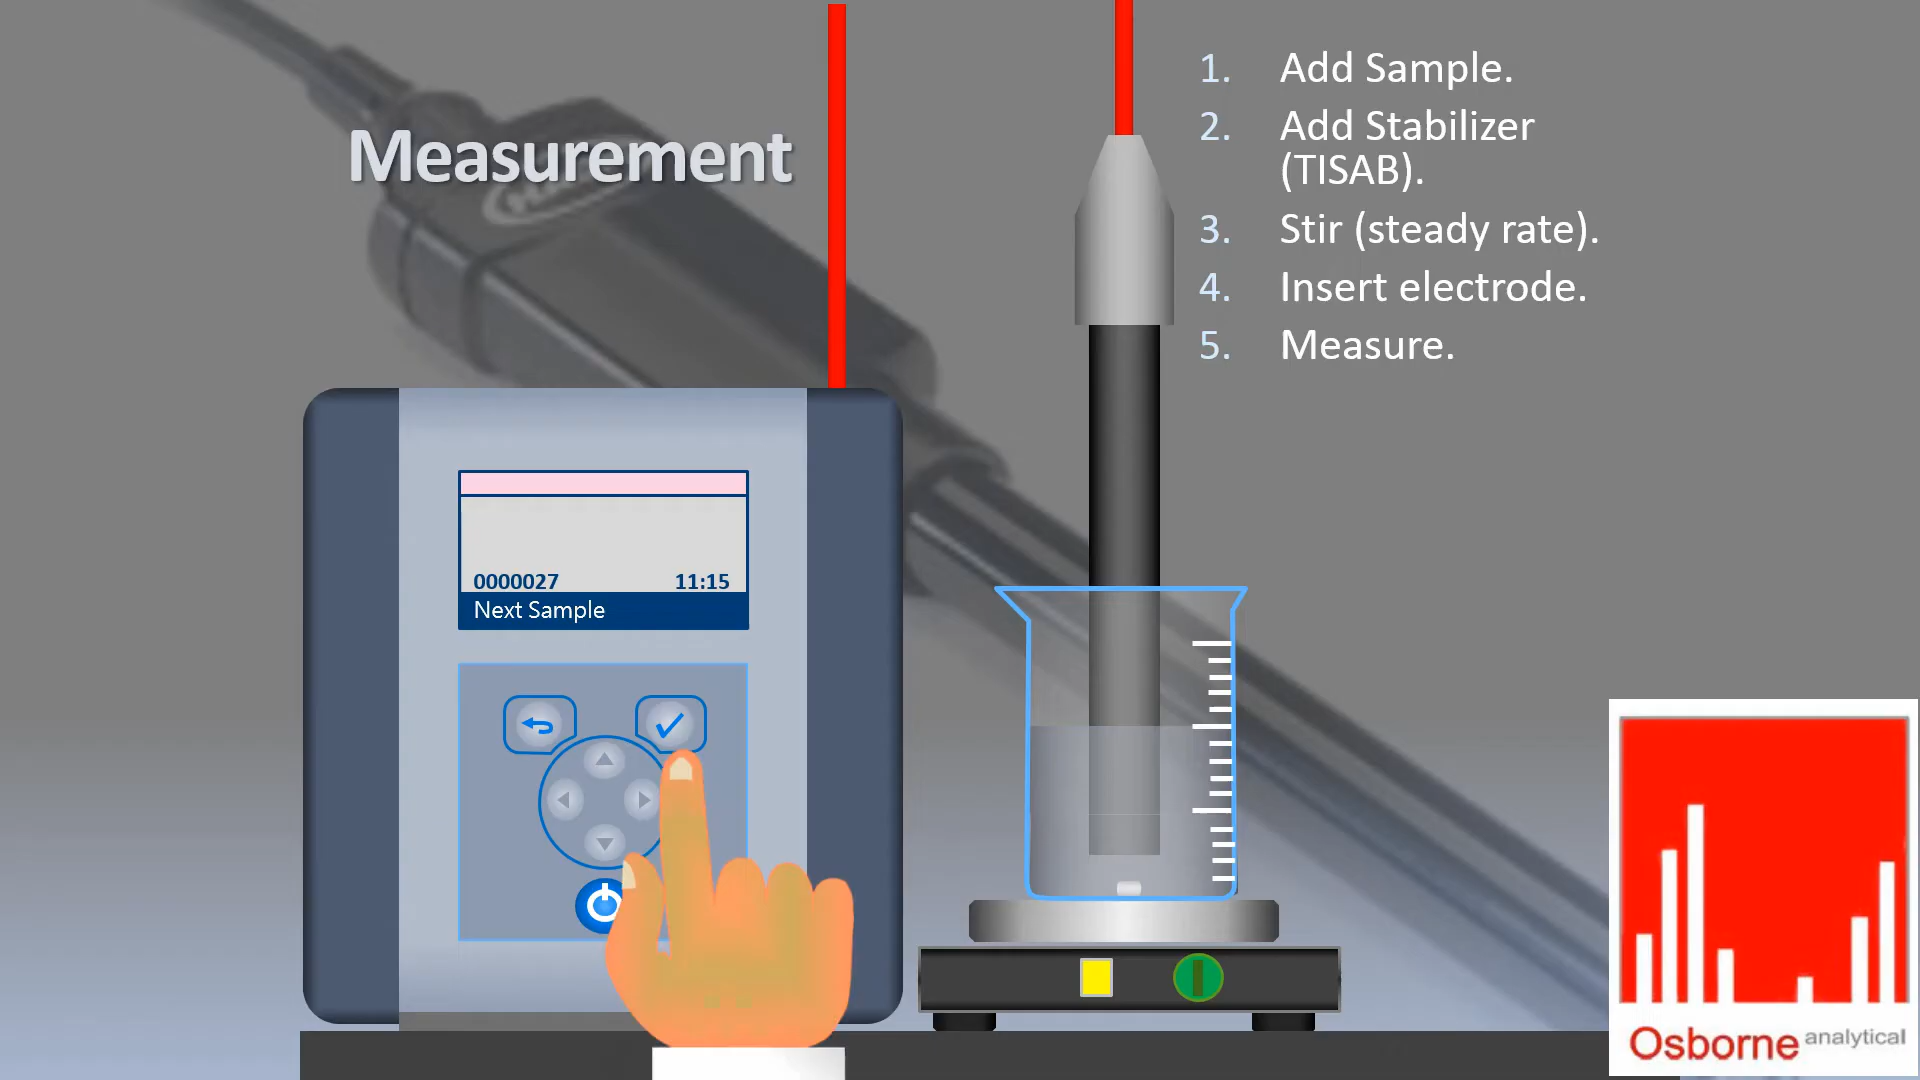 Measurement
1. Add Sample.
2. Add Stabilizer
(TISAB).
3. Stir (steady rate).
4. Insert electrode.
5. Measure.
0000027 11:15
Next Sample
Osborne analytical